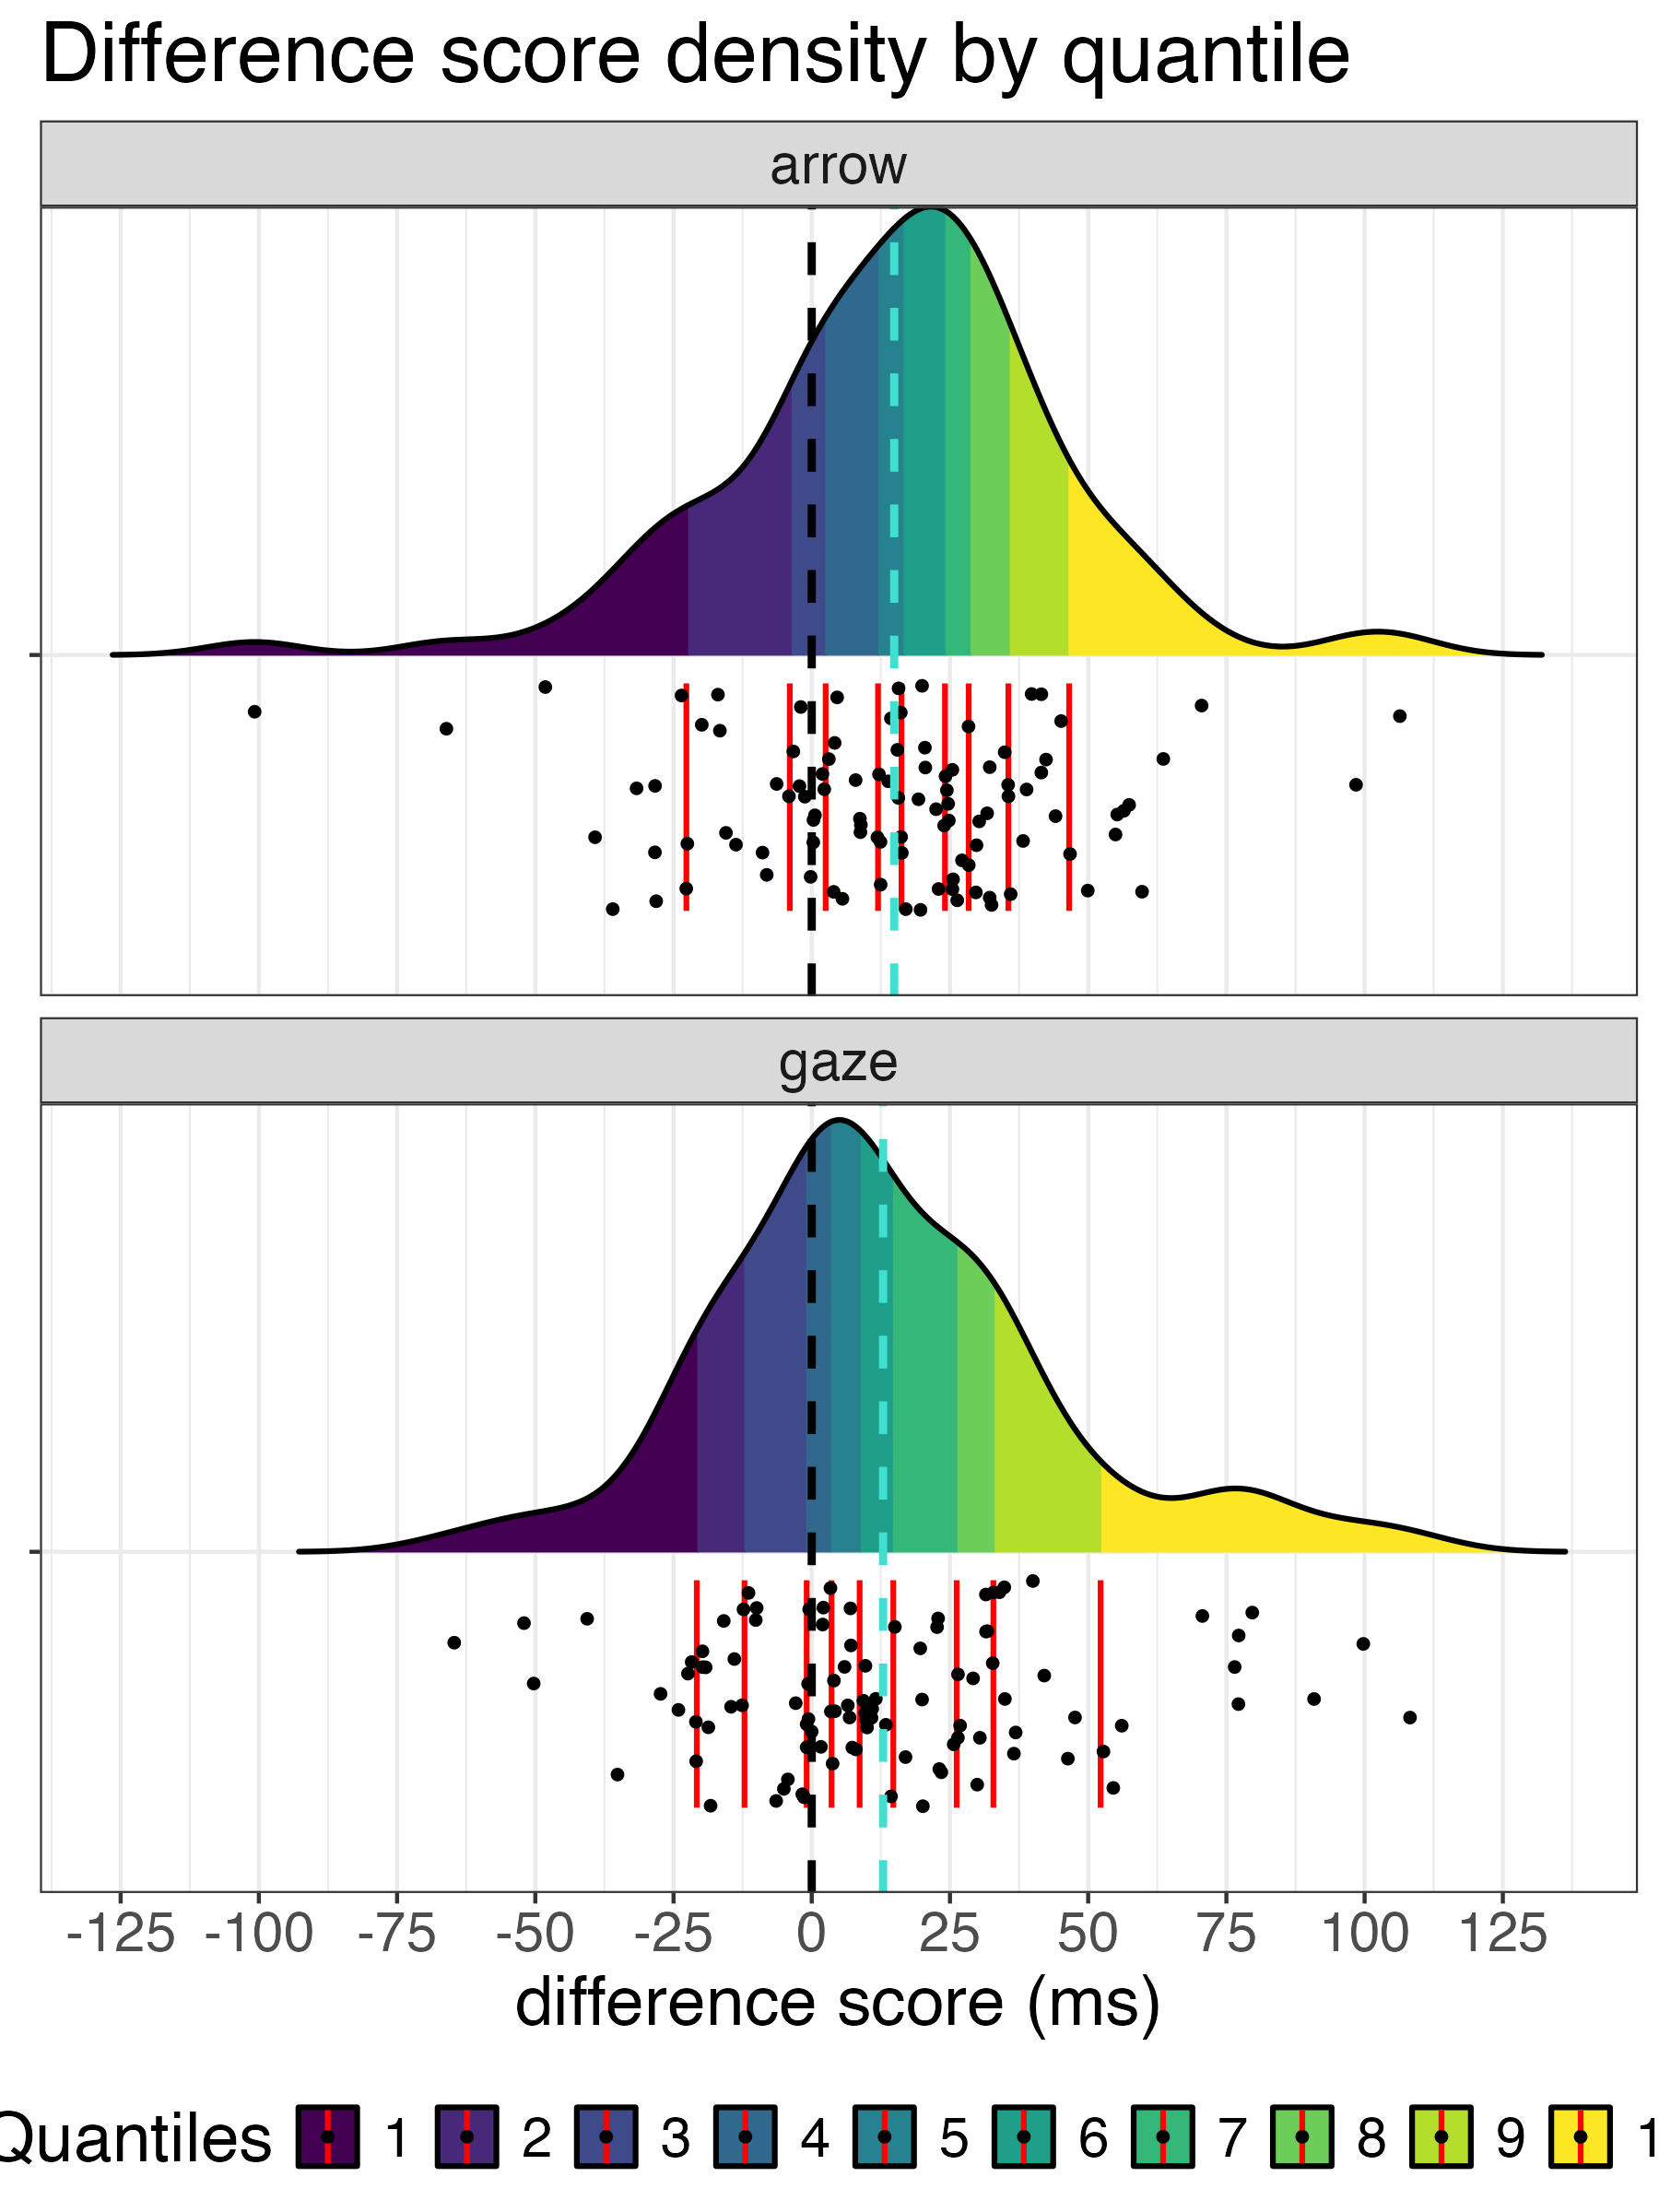 Difference score density by quantile
arrow
gaze
-125 -100 -75 -50 -25 0 25 50 75 100 125
difference score (ms)
Quantiles 1 2 3 4 5 6 7 8 9 1